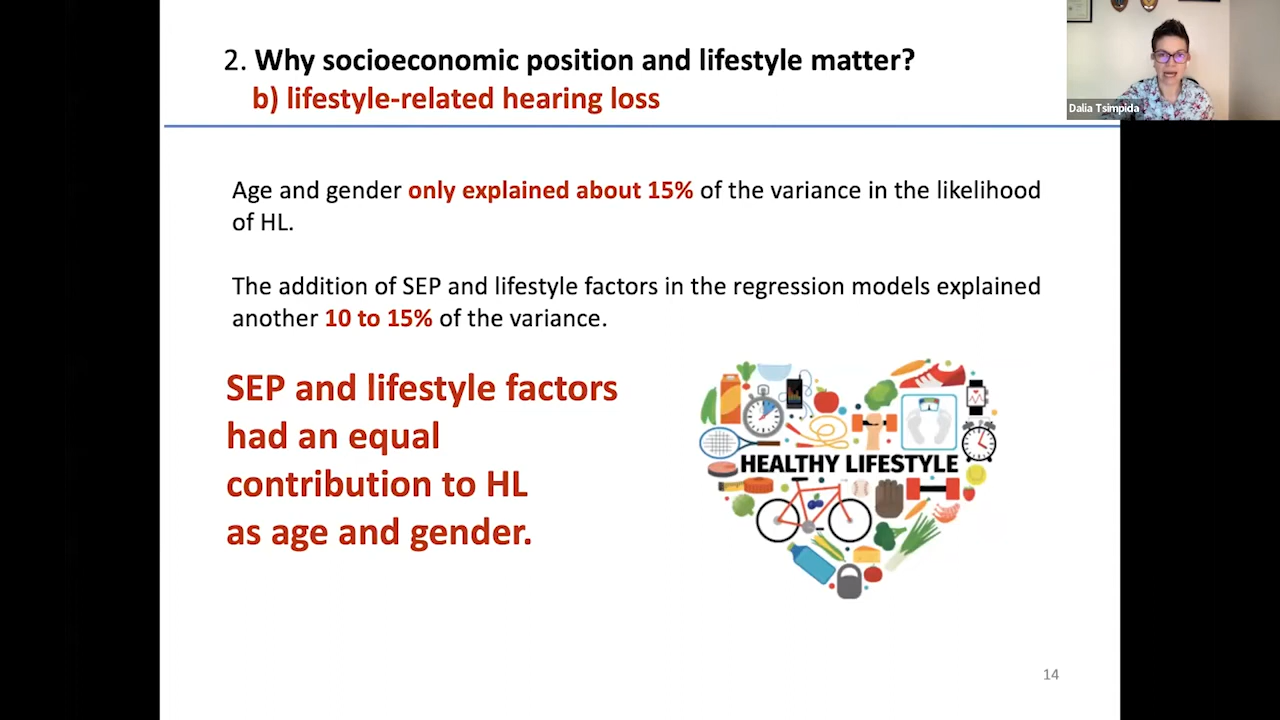 2. Why socioeconomic position and lifestyle matter?
b) lifestyle-related hearing loss
Dalia Tsimpida
Age and gender only explained about 15% of the variance in the likelihood
of HL.
The addition of SEP and lifestyle factors in the regression models explained
another 10 to 15% of the variance.
SEP and lifestyle factors
had an equal
contribution to HL
as age and gender.
HEALTHY LIFESTYLE
14